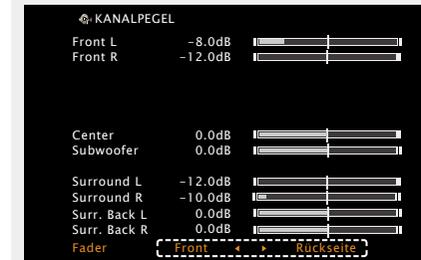 KANALPEGEL
Front L -8.0dB
Front R -12.0dB
Center 0.0dB
Subwoofer 0.0dB
Surround L -12.0dB
Surround R -10.0dB
Surr. Back L 0.0dB
Surr. Back R 0.0dB
Fader Front Rückseite